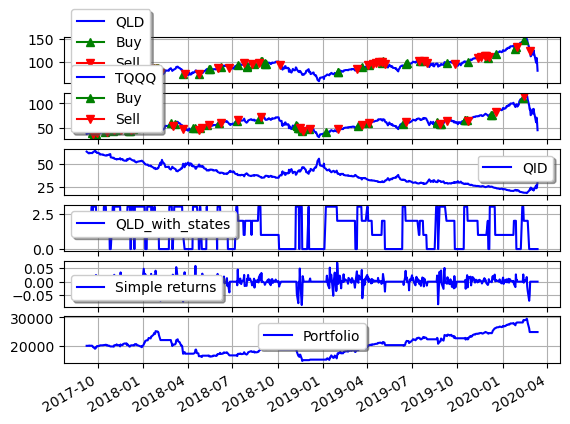 QLD
Buy
Sell
150
100
TQQQ
Buy
Sell
100
50
50
25
QID
2.5
0.0
QLD_with_states
0.05
0.00
−0.05
Simple returns
30000
20000
Portfolio
2017-10
2018-01
2018-04
2018-07
2018-10
2019-01
2019-04
2019-07
2019-10
2020-01
2020-04